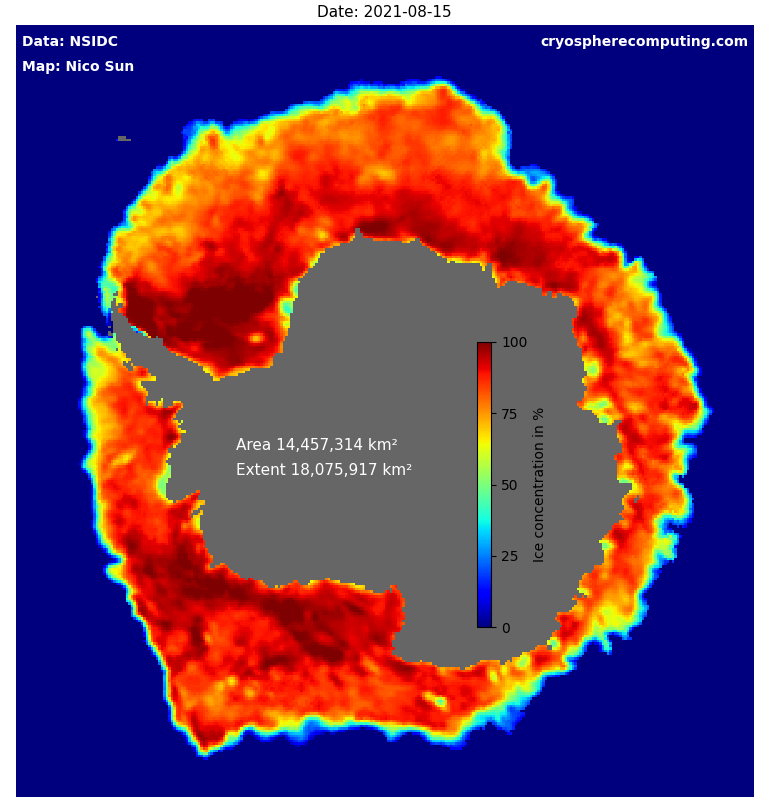 Date: 2021-08-15
Data: NSIDC
cryospherecomputing.com
Map: Nico Sun
100
75
50
25
0
Ice concentration in %
Area 14,457,314 km²
Extent 18,075,917 km²